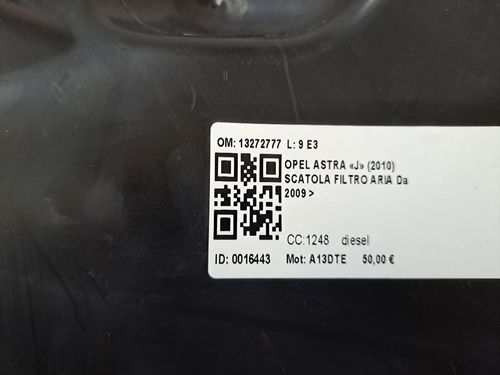 OM: 13272777 L: 9 E3
OPEL ASTRA «J» (2010)
SCATOLA FILTRO ARIA Da
2009 >
CC:1248 diesel
ID: 0016443 Mot: A13DTE 50,00 €